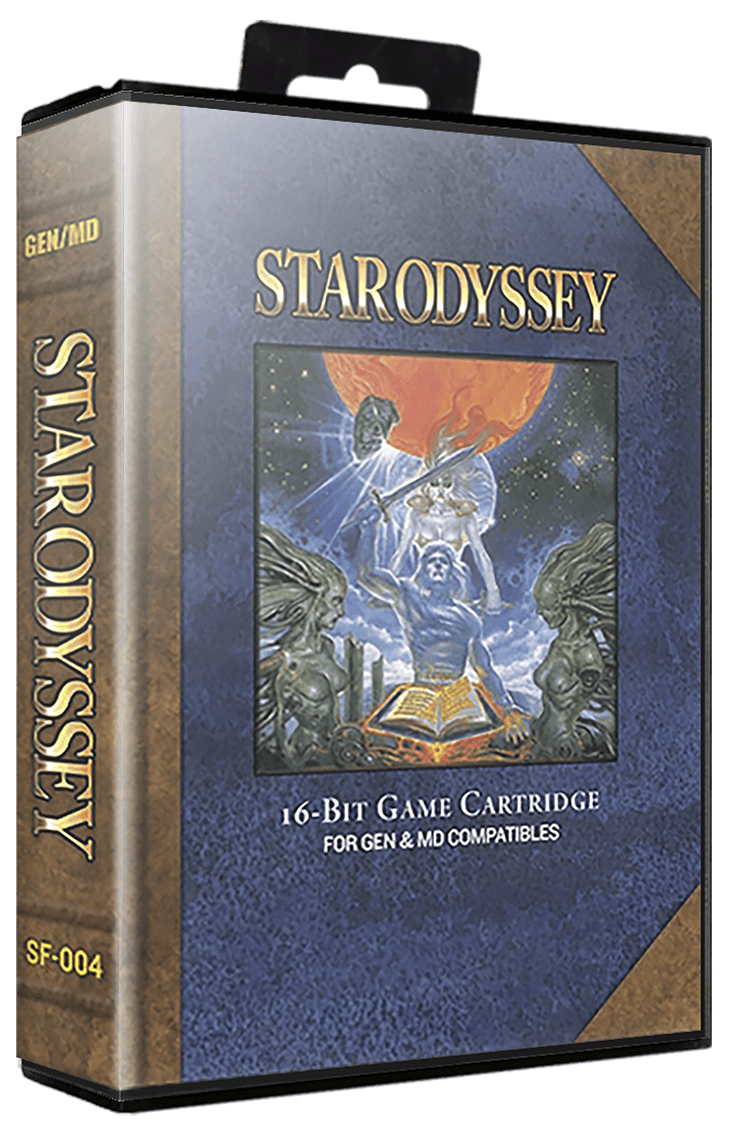 GEN/MD
STAR ODYSSEY
SF-004
STAR ODYSSEY
16-BIT GAME CARTRIDGE
FOR GEN & MD COMPATIBLES